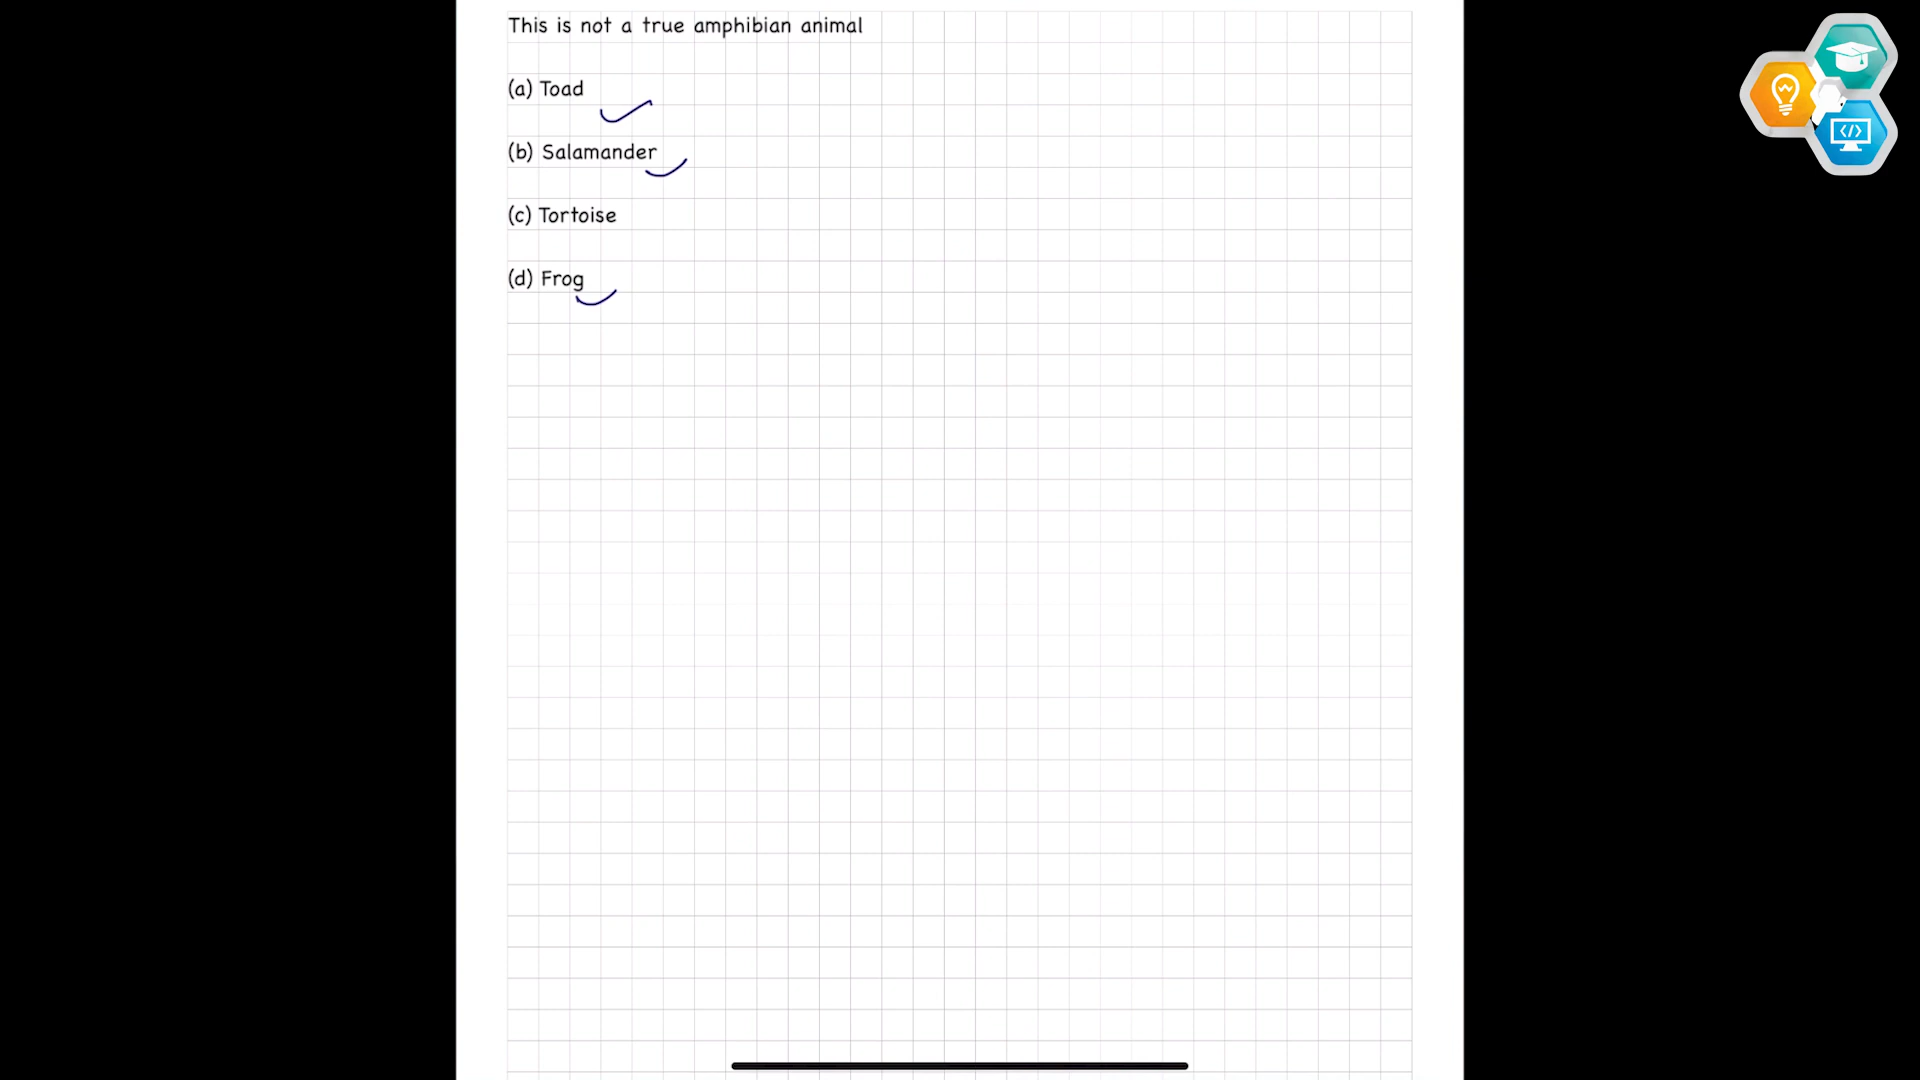 This is not a true amphibian animal
(a) Toad
(b) Salamander
(c) Tortoise
(d) Frog